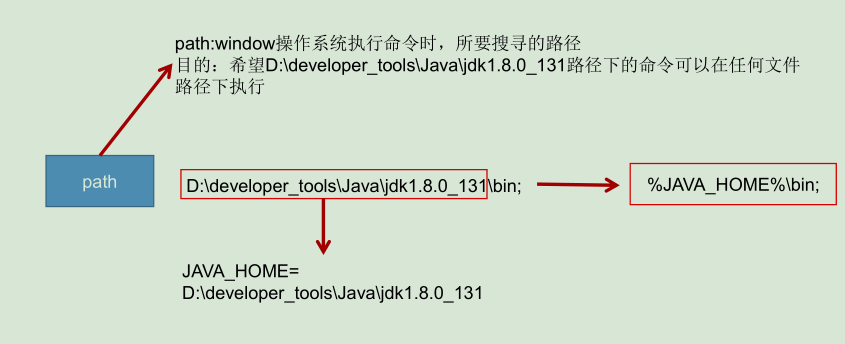 path:window操作系统执行命令时，所要搜寻的路径
目的：希望D:\developer_tools\Java\jdk1.8.0_131路径下的命令可以在任何文件
路径下执行
path
D:\developer_tools\Java\jdk1.8.0_131\bin;
%JAVA_HOME%\bin;
JAVA_HOME=
D:\developer_tools\Java\jdk1.8.0_131